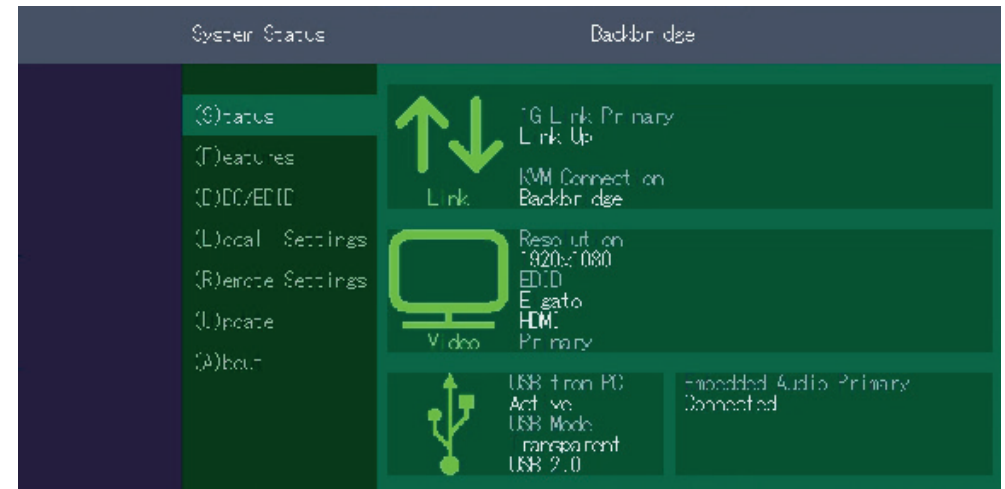 System Status
Backbridge
(S)tatus
(F)eatures
(D)DC/EDID
(L)ocal Settings
(R)emote Settings
(U)pdate
(A)bout
Link
1G Link Primary
Link Up
KVM Connection
Backbridge
Video
Resolution
1920x1080
EDID
Elgato
HDMI
Primary
USB from PC
Active
USB Mode
Transparent
USB 2.0
Embedded Audio Primary
Connected